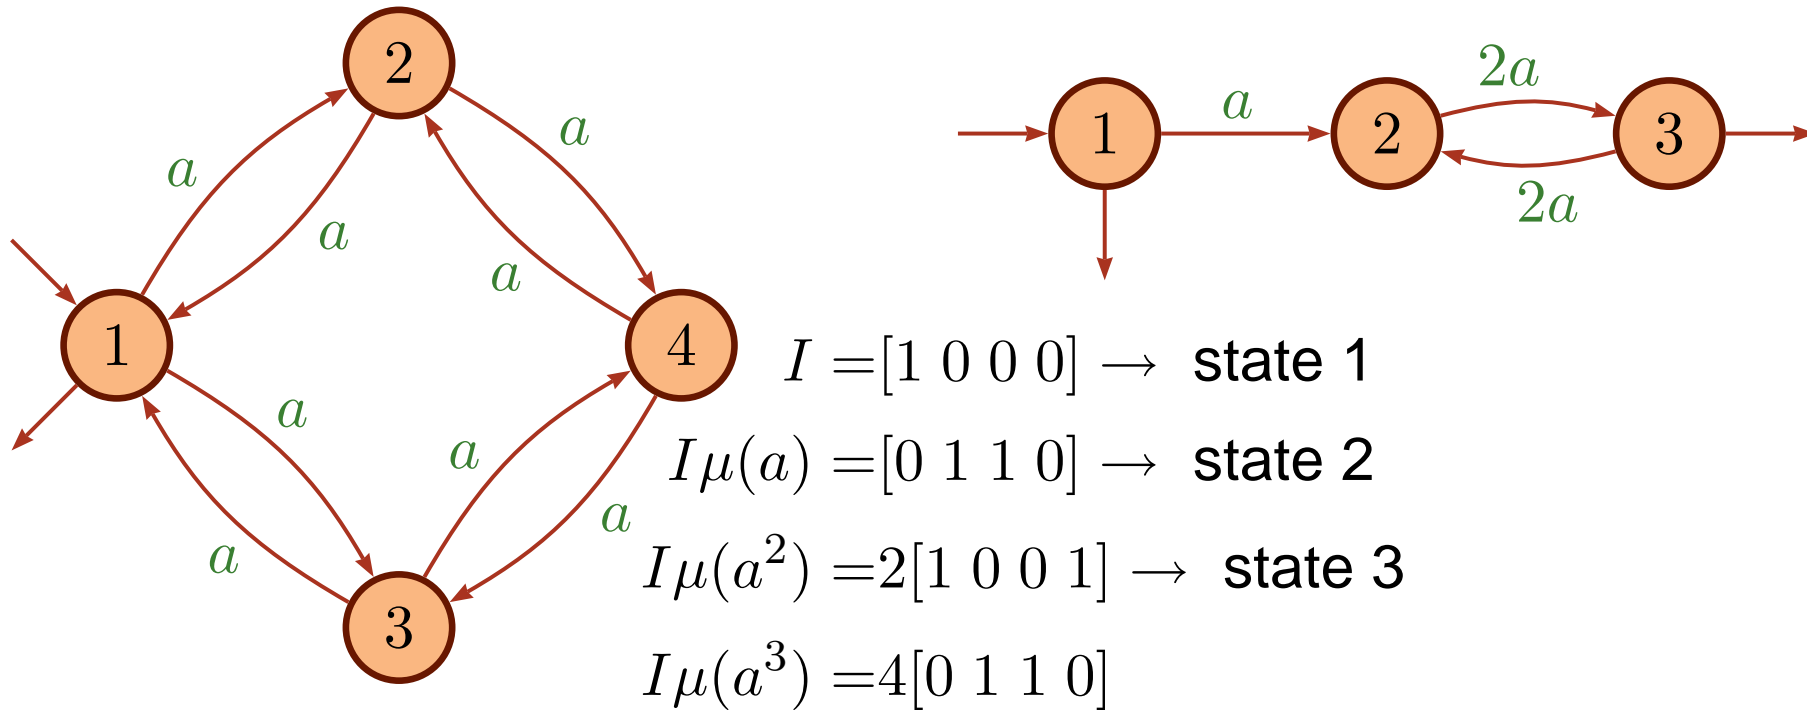 2
a
a
a
a
1
4
a
a
a
a
3
1
a
2
2a
3
2a
I =[1 0 0 0] → state 1
Iμ(a) =[0 1 1 0] → state 2
Iμ(a²) =2[1 0 0 1] → state 3
Iμ(a³) =4[0 1 1 0]